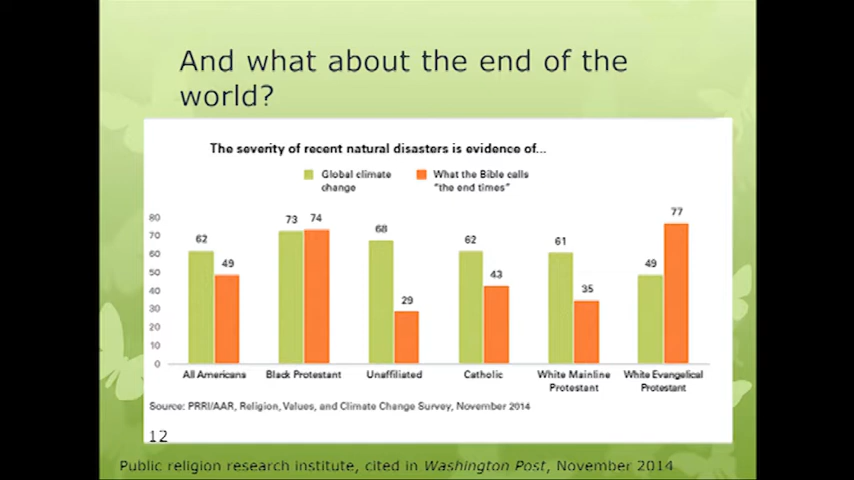 And what about the end of the
world?
The severity of recent natural disasters is evidence of...
Global climate
change
What the Bible calls
"the end times"
80
70
60
50
40
30
20
10
0
62
49
73
74
68
29
62
43
61
35
49
77
All Americans
Black Protestant
Unaffiliated
Catholic
White Mainline
Protestant
White Evangelical
Protestant
Source: PRRI/AAR, Religion, Values, and Climate Change Survey, November 2014
12
Public religion research institute, cited in Washington Post, November 2014